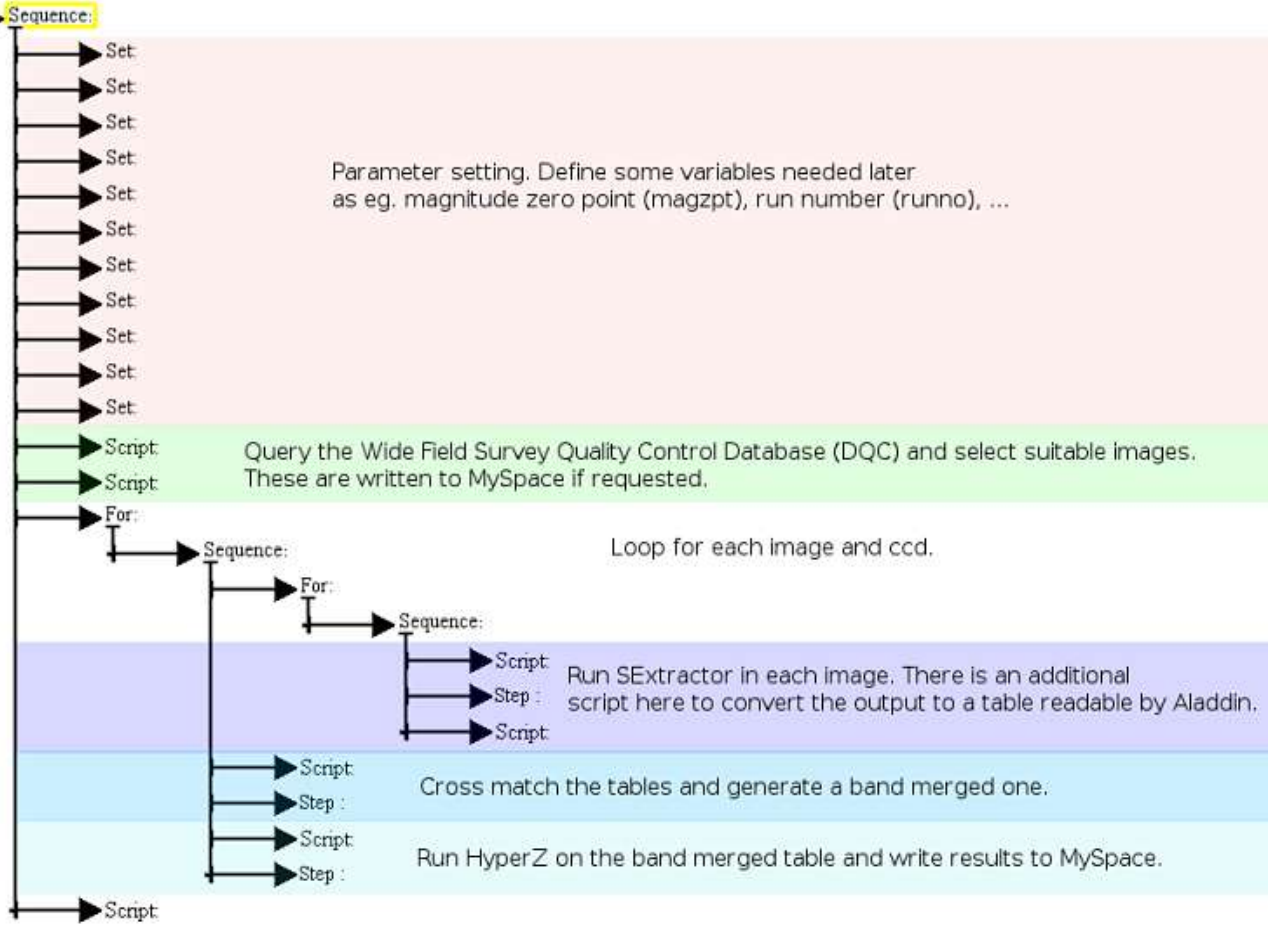 Sequence:
Set:
Set:
Set:
Set:
Parameter setting. Define some variables needed later
Set:
as eg. magnitude zero point (magzpt), run number (runno), ...
Set:
Set:
Set:
Set:
Set:
Set:
Script:
Query the Wide Field Survey Quality Control Database (DQC) and select suitable images.
Script:
These are written to MySpace if requested.
For:
Sequence:
Loop for each image and ccd.
For:
Sequence:
Script:
Run SExtractor in each image. There is an additional
Step :
script here to convert the output to a table readable by Aladdin.
Script:
Script:
Cross match the tables and generate a band merged one.
Step :
Script:
Run HyperZ on the band merged table and write results to MySpace.
Step :
Script: